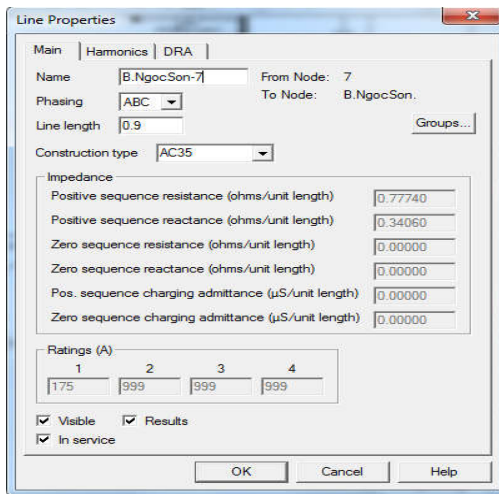 Line Properties
Main Harmonics DRA
Name B.NgocSon-7 From Node: 7
Phasing ABC To Node: B.NgocSon.
Line length 0.9 Groups...
Construction type AC35
Impedance
Positive sequence resistance (ohms/unit length) 0.77740
Positive sequence reactance (ohms/unit length) 0.34060
Zero sequence resistance (ohms/unit length) 0.00000
Zero sequence reactance (ohms/unit length) 0.00000
Pos. sequence charging admittance (µS/unit length) 0.00000
Zero sequence charging admittance (µS/unit length) 0.00000
Ratings (A)
1 2 3 4
175 999 999 999
Visible Results
In service
OK Cancel Help